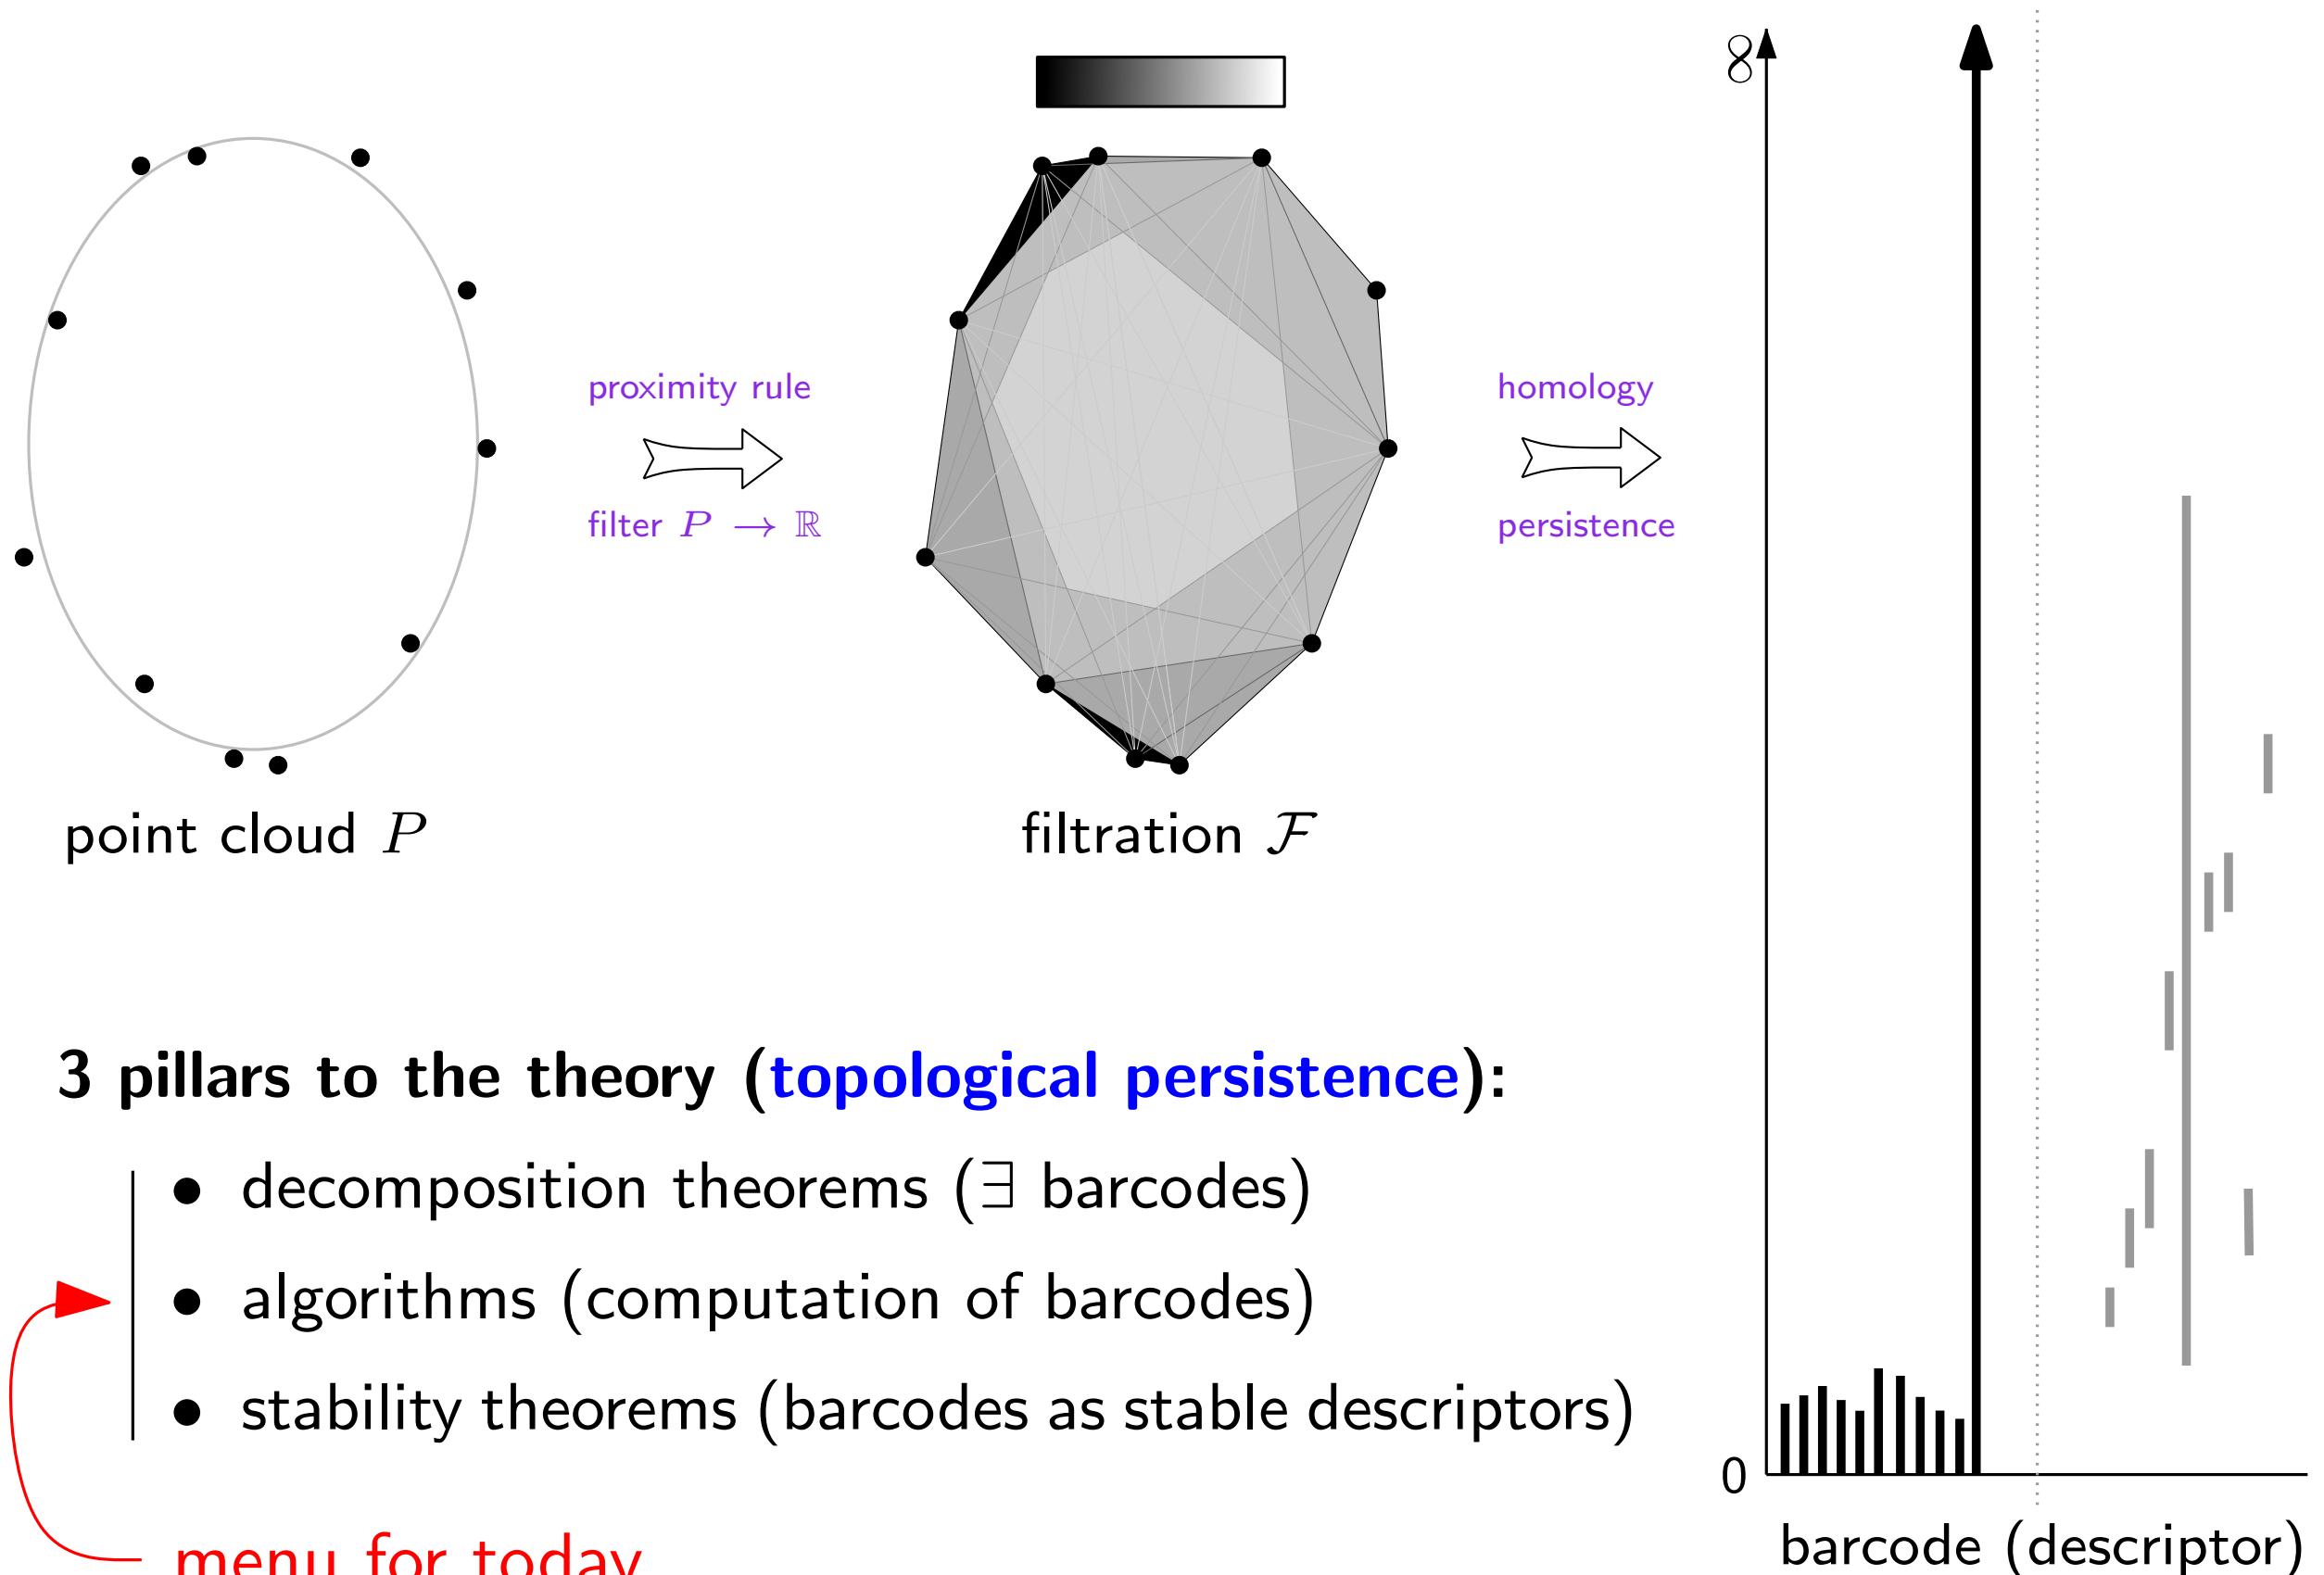 ∞
proximity rule
filter P → ℝ
homology
persistence
point cloud P
filtration ℱ
3 pillars to the theory (topological persistence):
• decomposition theorems (∃ barcodes)
• algorithms (computation of barcodes)
• stability theorems (barcodes as stable descriptors)
menu for today
0
barcode (descriptor)